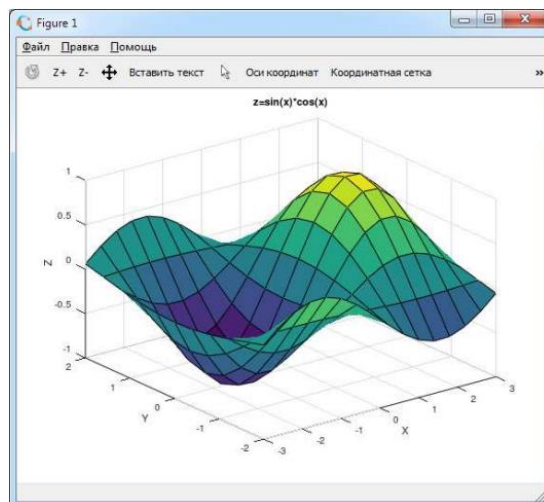 Figure 1
Файл Правка Помощь
Z+ Z- Вставить текст Оси координат Координатная сетка »
z=sin(x)*cos(x)
1
0.5
0
-0.5
-1
Z
2
1
0
-1
-2
Y
-3
-2
-1
0
1
2
3
X